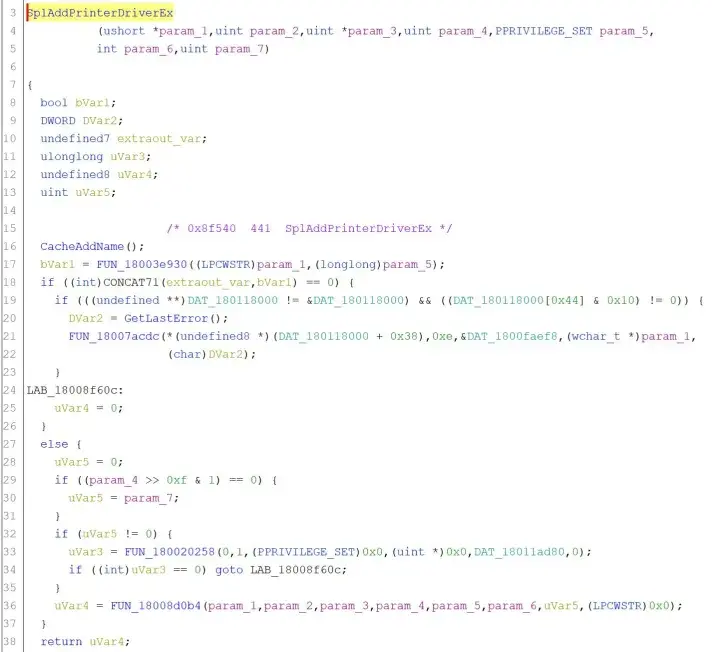 3 SplAddPrinterDriverEx
4 (ushort *param_1,uint param_2,uint *param_3,uint param_4,PPRIVILEGE_SET param_5,
5 int param_6,uint param_7)
6
7 {
8 bool bVar1;
9 DWORD DVar2;
10 undefined7 extraout_var;
11 ulonglong uVar3;
12 undefined8 uVar4;
13 uint uVar5;
14
15 /* 0x8f540 441 SplAddPrinterDriverEx */
16 CacheAddName();
17 bVar1 = FUN_18003e930((LPCWSTR)param_1,(longlong)param_5);
18 if ((int)CONCAT71(extraout_var,bVar1) == 0) {
19 if (((undefined **)DAT_180118000 != &DAT_180118000) && ((DAT_180118000[0x44] & 0x10) != 0)) {
20 DVar2 = GetLastError();
21 FUN_18007acdc(*(undefined8 *)(DAT_180118000 + 0x38),0xe,&DAT_1800faef8,(wchar_t *)param_1,
22 (char)DVar2);
23 }
24 LAB_18008f60c:
25 uVar4 = 0;
26 }
27 else {
28 uVar5 = 0;
29 if ((param_4 >> 0xf & 1) == 0) {
30 uVar5 = param_7;
31 }
32 if (uVar5 != 0) {
33 uVar3 = FUN_180020258(0,1,(PPRIVILEGE_SET)0x0,(uint *)0x0,DAT_18011ad80,0);
34 if ((int)uVar3 == 0) goto LAB_18008f60c;
35 }
36 uVar4 = FUN_18008d0b4(param_1,param_2,param_3,param_4,param_5,param_6,uVar5,(LPCWSTR)0x0);
37 }
38 return uVar4;